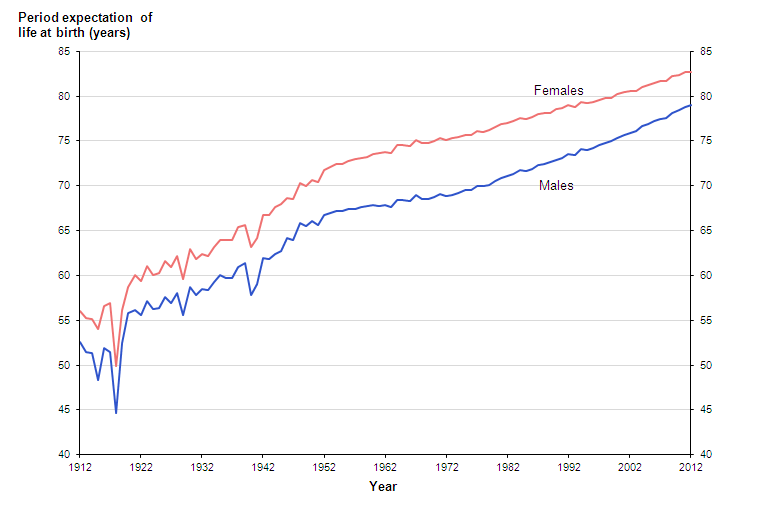 Period expectation of
life at birth (years)
85 85
Females
80 80
75 75
70 Males 70
65 65
60 60
55 55
50 50
45 45
40 40
1912 1922 1932 1942 1952 1962 1972 1982 1992 2002 2012
Year